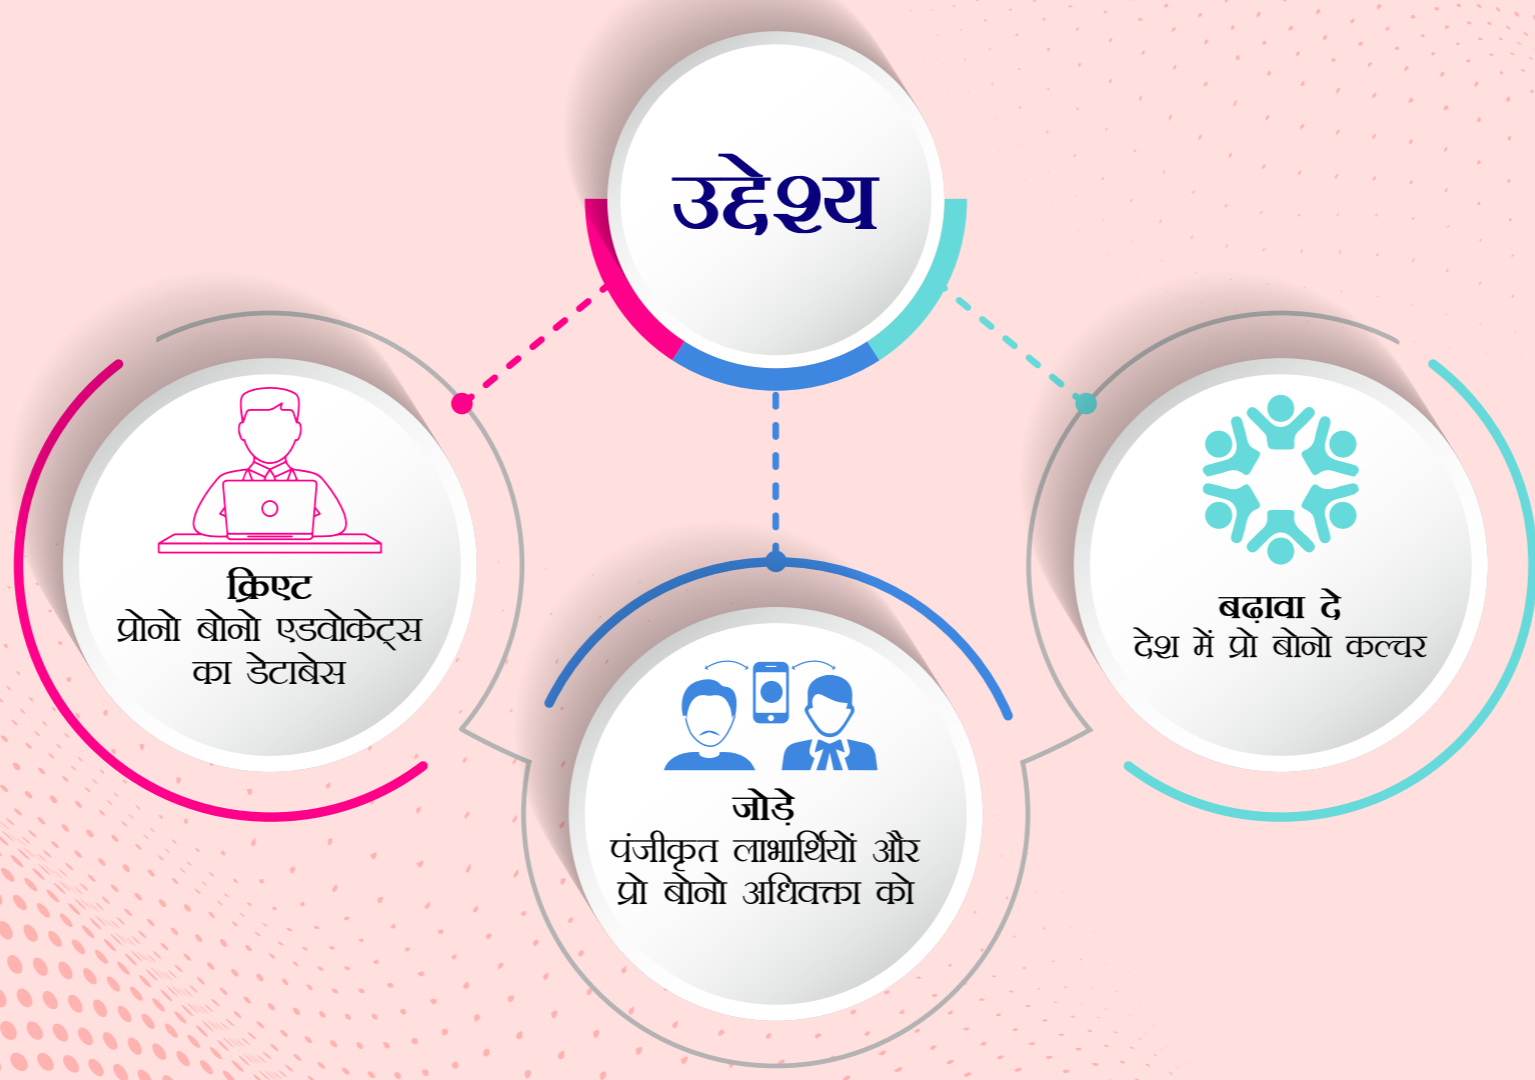 उद्देश्य
क्रिएट
प्रोनो बोनो एडवोकेट्स
का डेटाबेस
जोड़े
पंजीकृत लाभार्थियों और
प्रो बोनो अधिवक्ता को
बढ़ावा दे
देश में प्रो बोनो कल्चर